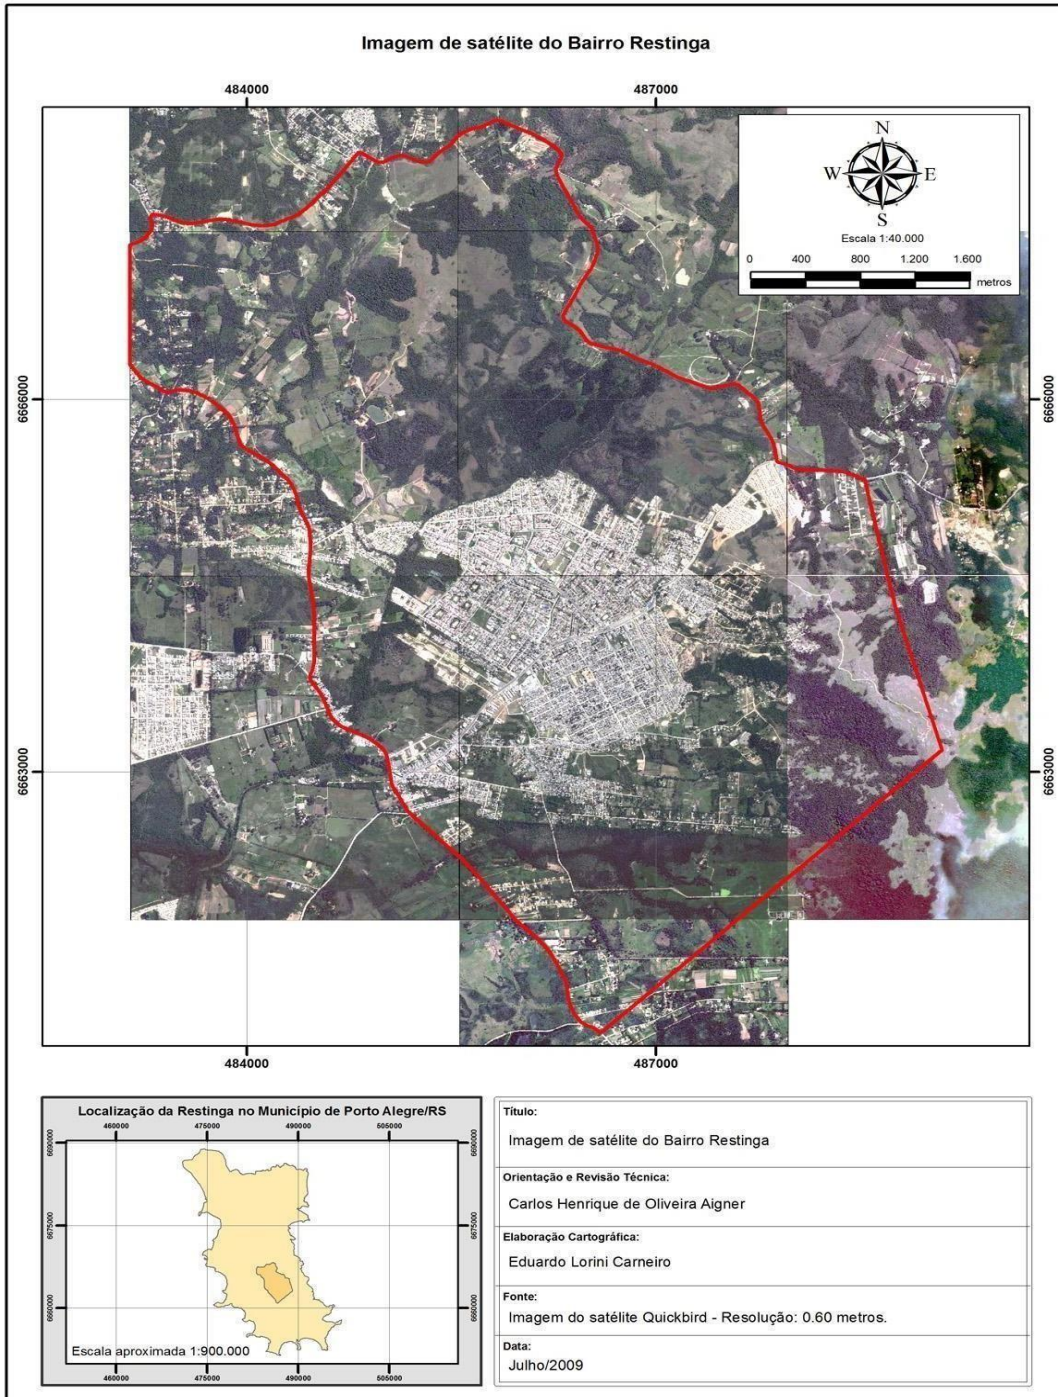 Imagem de satélite do Bairro Restinga
484000 487000
N
W E
S
Escala 1:40.000
0 400 800 1.200 1.600
metros
6666000 6666000
6663000 6663000
484000 487000
Localização da Restinga no Município de Porto Alegre/RS
460000 475000 490000 505000
6690000 6690000
6675000 6675000
6660000 6660000
Escala aproximada 1:900.000
460000 475000 490000 505000
Título:
Imagem de satélite do Bairro Restinga
Orientação e Revisão Técnica:
Carlos Henrique de Oliveira Aigner
Elaboração Cartográfica:
Eduardo Lorini Carneiro
Fonte:
Imagem do satélite Quickbird - Resolução: 0.60 metros.
Data:
Julho/2009